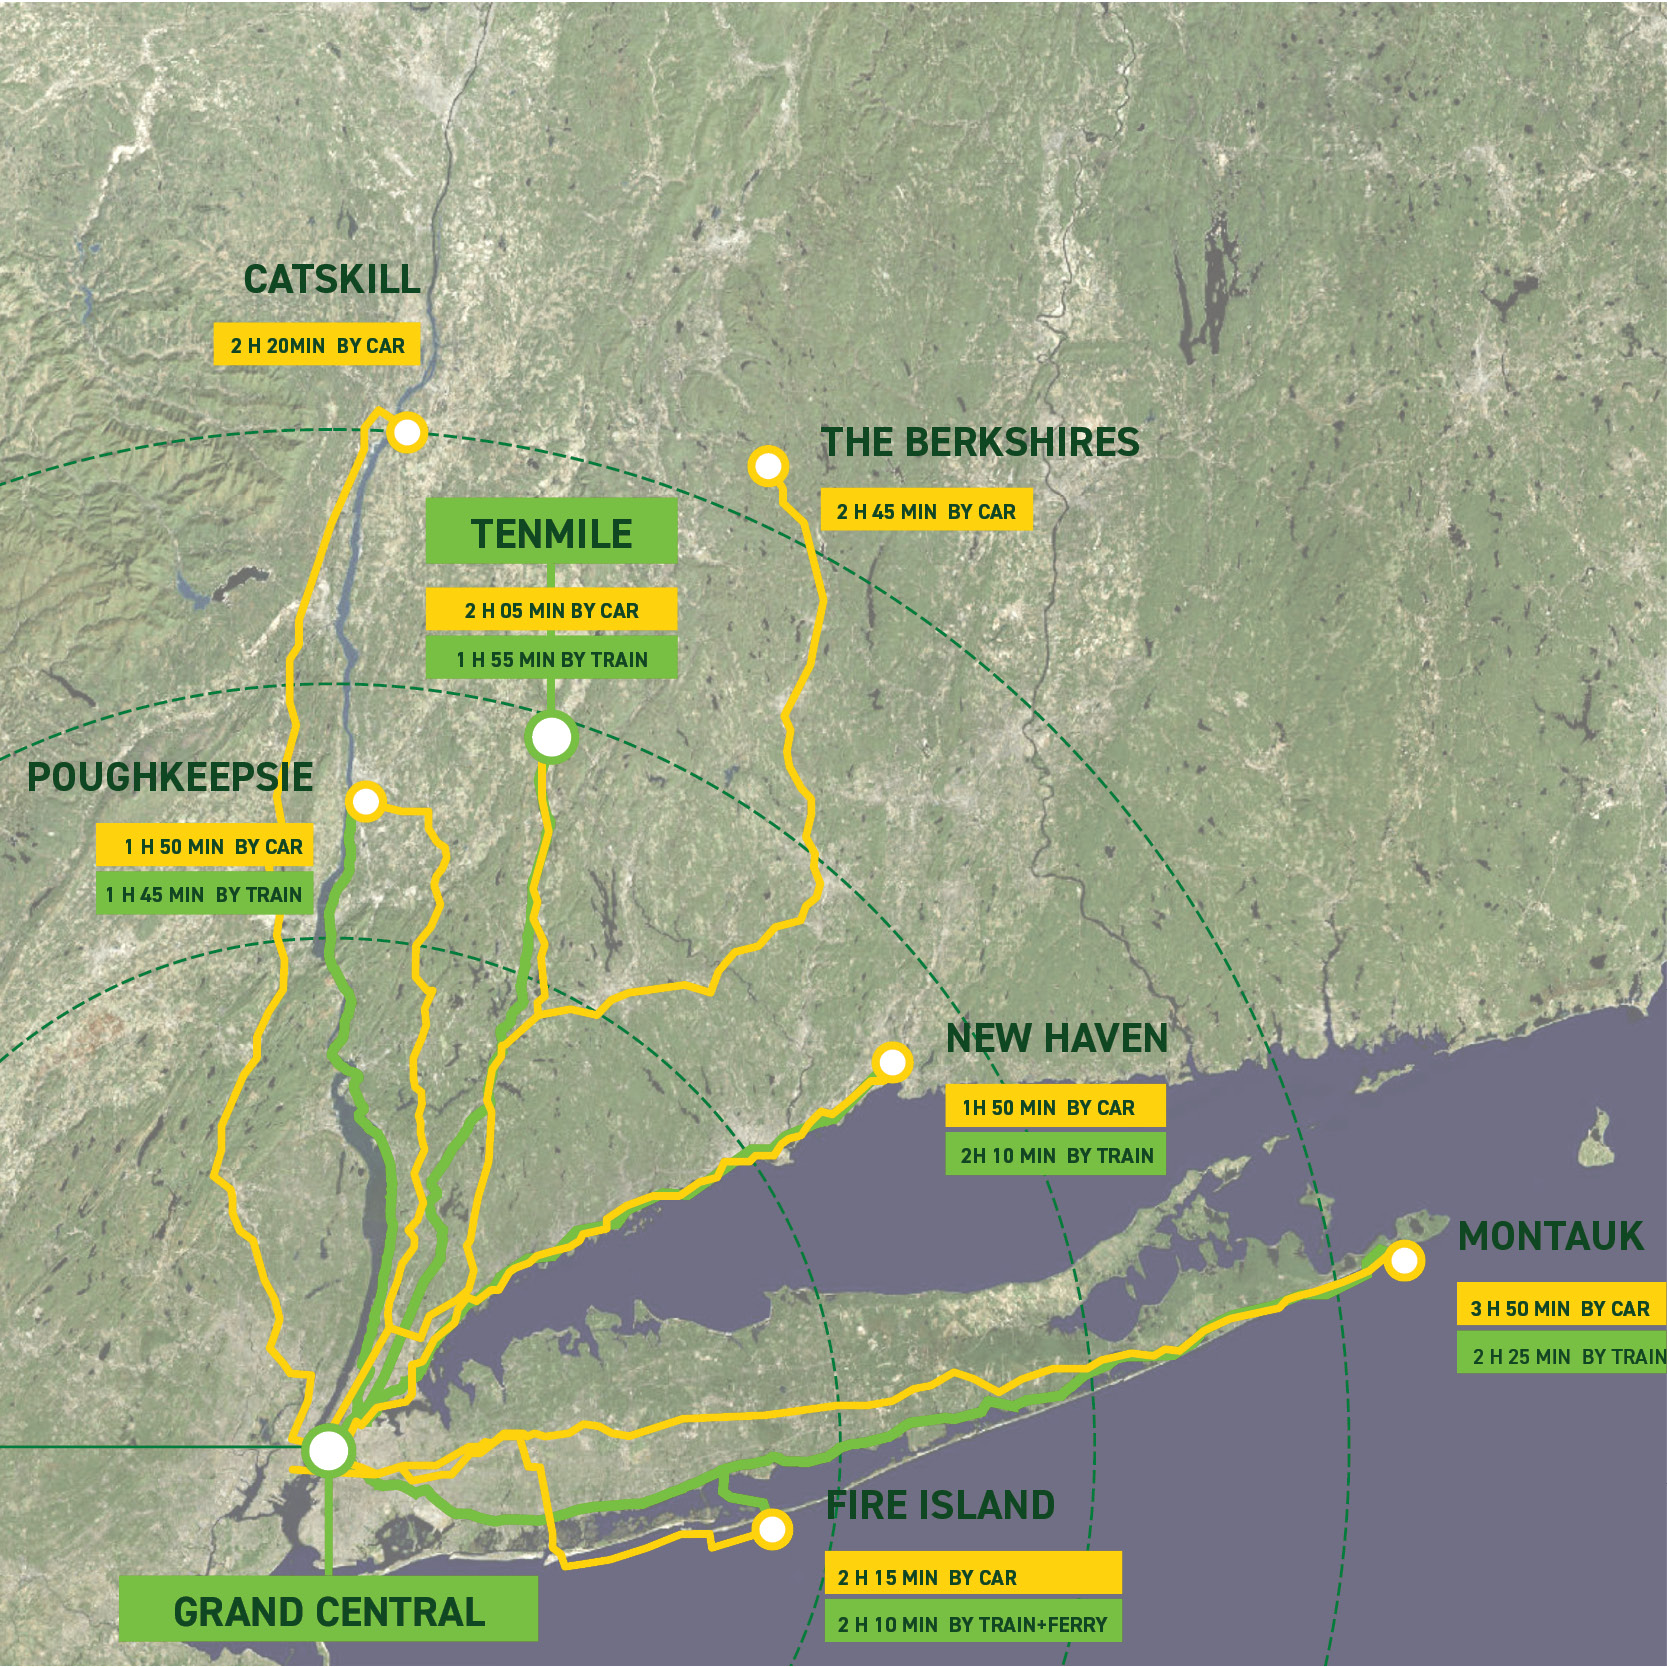 CATSKILL
2 H 20MIN BY CAR
THE BERKSHIRES
2 H 45 MIN BY CAR
TENMILE
2 H 05 MIN BY CAR
1 H 55 MIN BY TRAIN
POUGHKEEPSIE
1 H 50 MIN BY CAR
1 H 45 MIN BY TRAIN
NEW HAVEN
1H 50 MIN BY CAR
2H 10 MIN BY TRAIN
MONTAUK
3 H 50 MIN BY CAR
2 H 25 MIN BY TRAIN
FIRE ISLAND
2 H 15 MIN BY CAR
2 H 10 MIN BY TRAIN+FERRY
GRAND CENTRAL